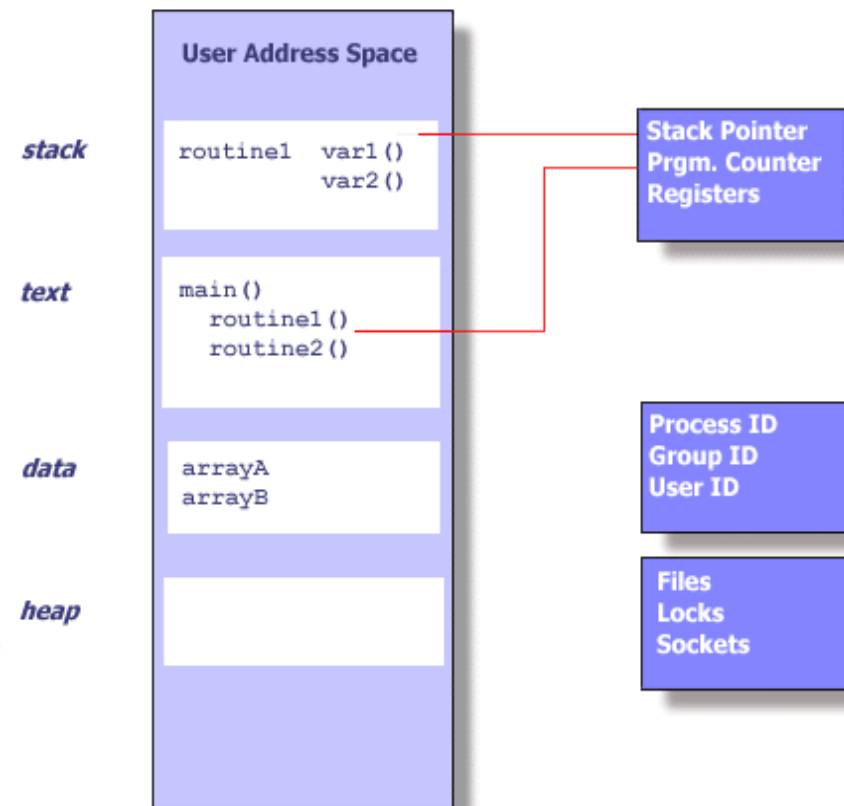 User Address Space
stack
routine1 var1()
var2()
text
main()
routine1()
routine2()
data
arrayA
arrayB
heap
Stack Pointer
Prgm. Counter
Registers
Process ID
Group ID
User ID
Files
Locks
Sockets